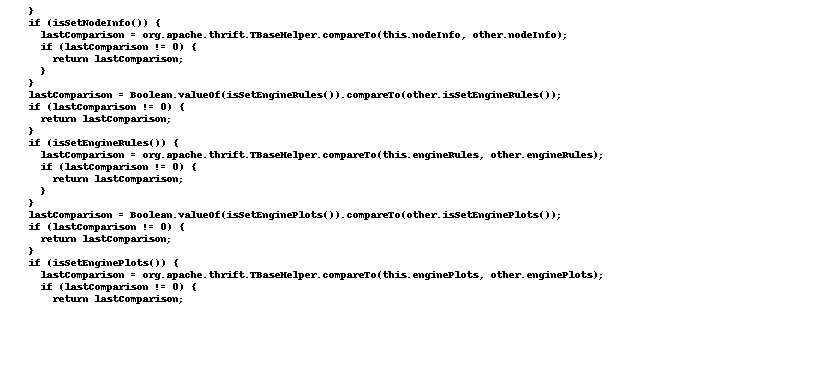 }
if (isSetNodeInfo()) {
lastComparison = org.apache.thrift.TBaseHelper.compareTo(this.nodeInfo, other.nodeInfo);
if (lastComparison != 0) {
return lastComparison;
}
}
lastComparison = Boolean.valueOf(isSetEngineRules()).compareTo(other.isSetEngineRules());
if (lastComparison != 0) {
return lastComparison;
}
if (isSetEngineRules()) {
lastComparison = org.apache.thrift.TBaseHelper.compareTo(this.engineRules, other.engineRules);
if (lastComparison != 0) {
return lastComparison;
}
}
lastComparison = Boolean.valueOf(isSetEnginePlots()).compareTo(other.isSetEnginePlots());
if (lastComparison != 0) {
return lastComparison;
}
if (isSetEnginePlots()) {
lastComparison = org.apache.thrift.TBaseHelper.compareTo(this.enginePlots, other.enginePlots);
if (lastComparison != 0) {
return lastComparison;